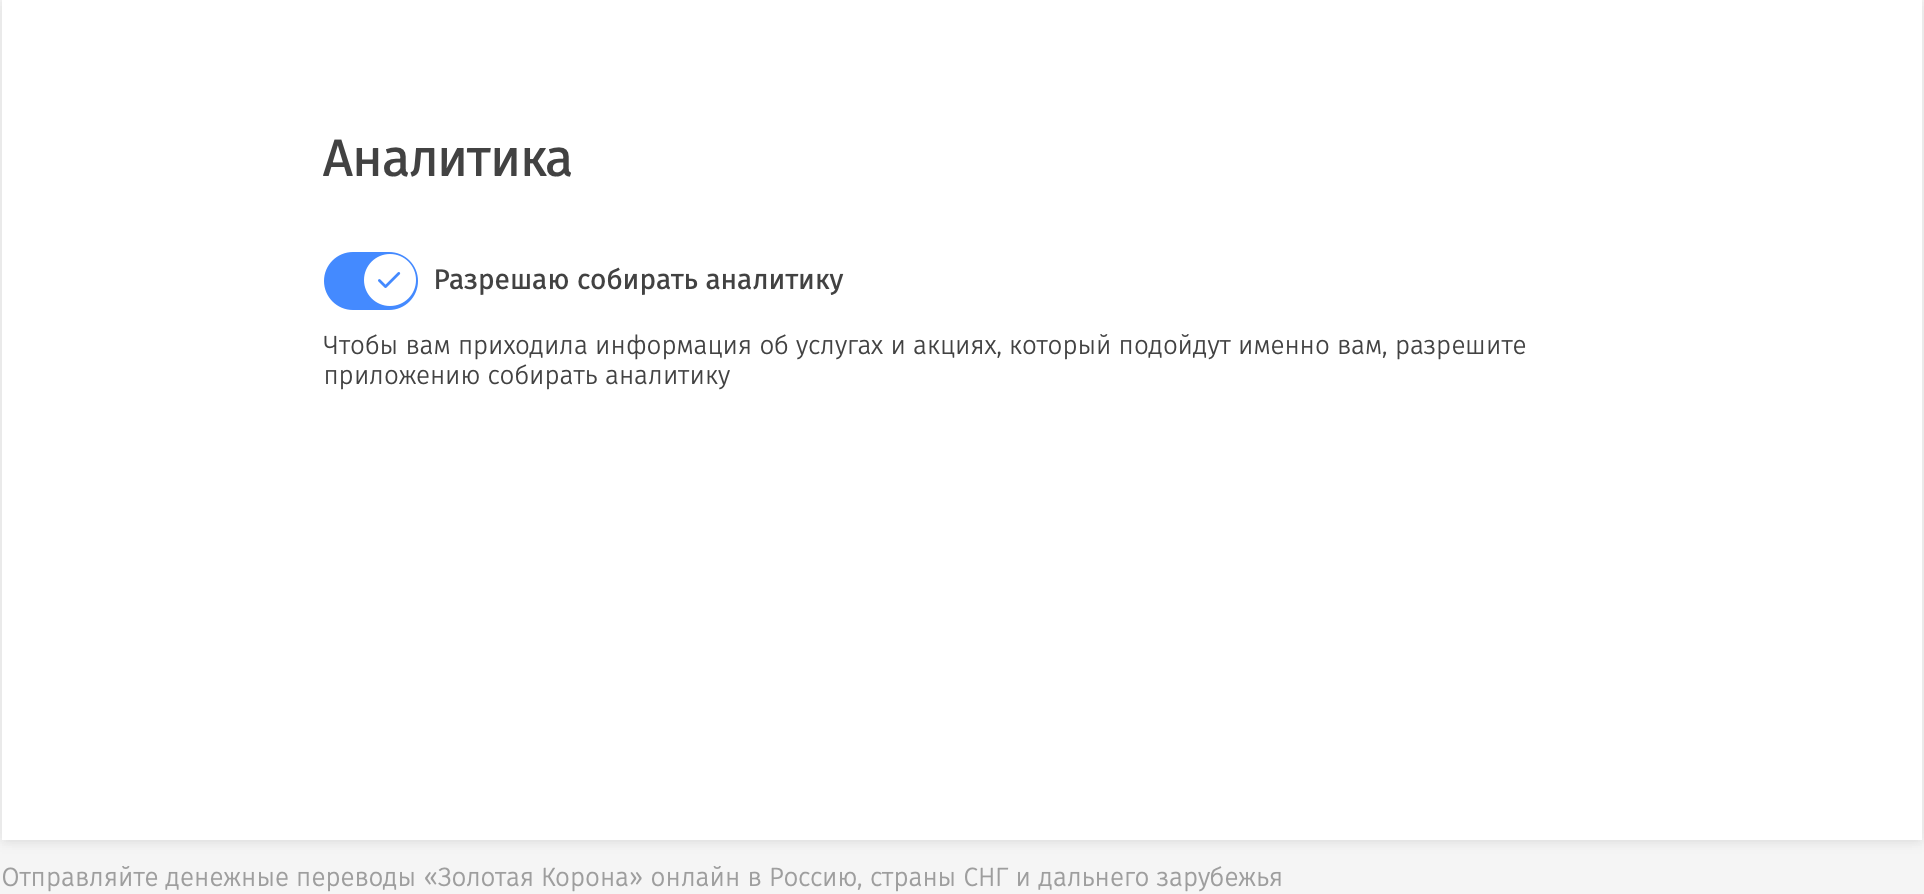 Аналитика
Разрешаю собирать аналитику
Чтобы вам приходила информация об услугах и акциях, который подойдут именно вам, разрешите
приложению собирать аналитику
Отправляйте денежные переводы «Золотая Корона» онлайн в Россию, страны СНГ и дальнего зарубежья